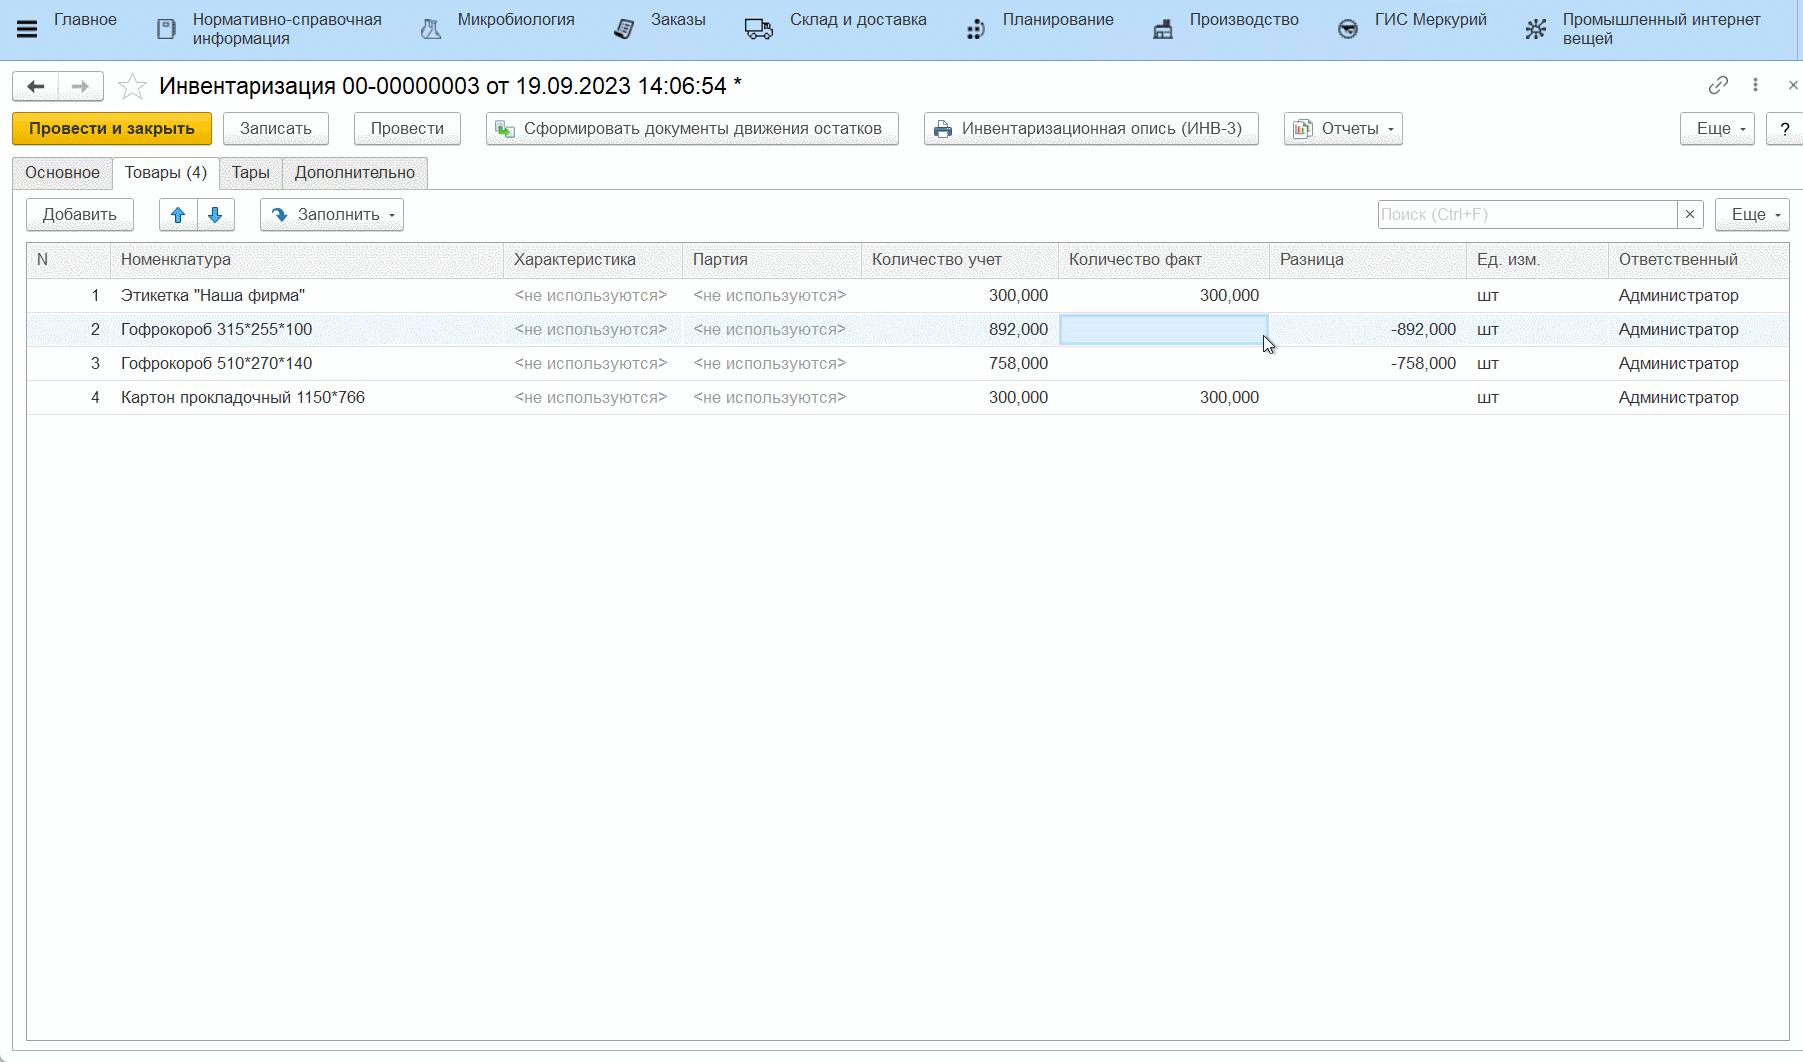 Главное
Нормативно-справочная
информация
Микробиология
Заказы
Склад и доставка
Планирование
Производство
ГИС Меркурий
Промышленный интернет
вещей
Инвентаризация 00-00000003 от 19.09.2023 14:06:54 *
Провести и закрыть
Записать
Провести
Сформировать документы движения остатков
Инвентаризационная опись (ИНВ-3)
Отчеты
Еще
?
Основное
Товары (4)
Тары
Дополнительно
Добавить
Заполнить
Поиск (Ctrl+F)
Еще
N Номенклатура Характеристика Партия Количество учет Количество факт Разница Ед. изм. Ответственный
1 Этикетка "Наша фирма" <не используются> <не используются> 300,000 300,000 шт Администратор
2 Гофрокороб 315*255*100 <не используются> <не используются> 892,000 -892,000 шт Администратор
3 Гофрокороб 510*270*140 <не используются> <не используются> 758,000 -758,000 шт Администратор
4 Картон прокладочный 1150*766 <не используются> <не используются> 300,000 300,000 шт Администратор